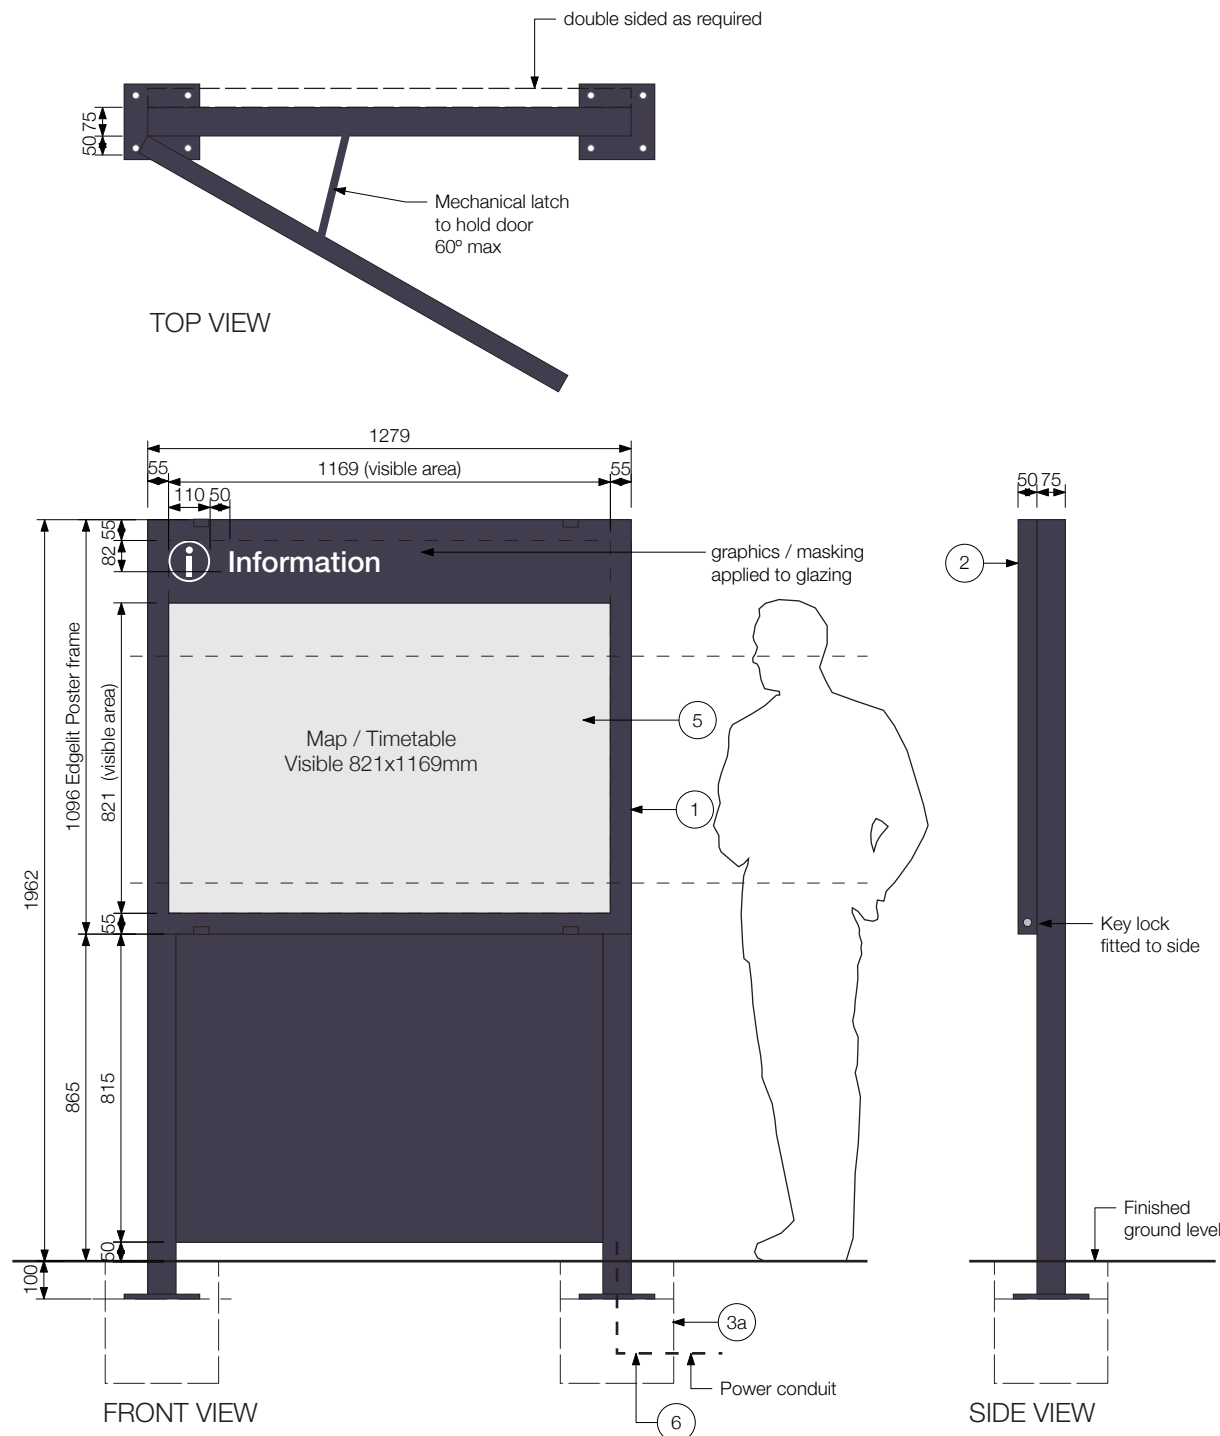 double sided as required
50 75
Mechanical latch
to hold door
60º max
TOP VIEW
1279
55
1169 (visible area)
55
110
50
50
75
55
82
i
Information
graphics / masking
applied to glazing
2
1962
1096 Edgelit Poster frame
821 (visible area)
Map / Timetable
Visible 821x1169mm
5
1
55
Key lock
fitted to side
865
815
50
100
Finished
ground level
3a
Power conduit
6
FRONT VIEW
SIDE VIEW